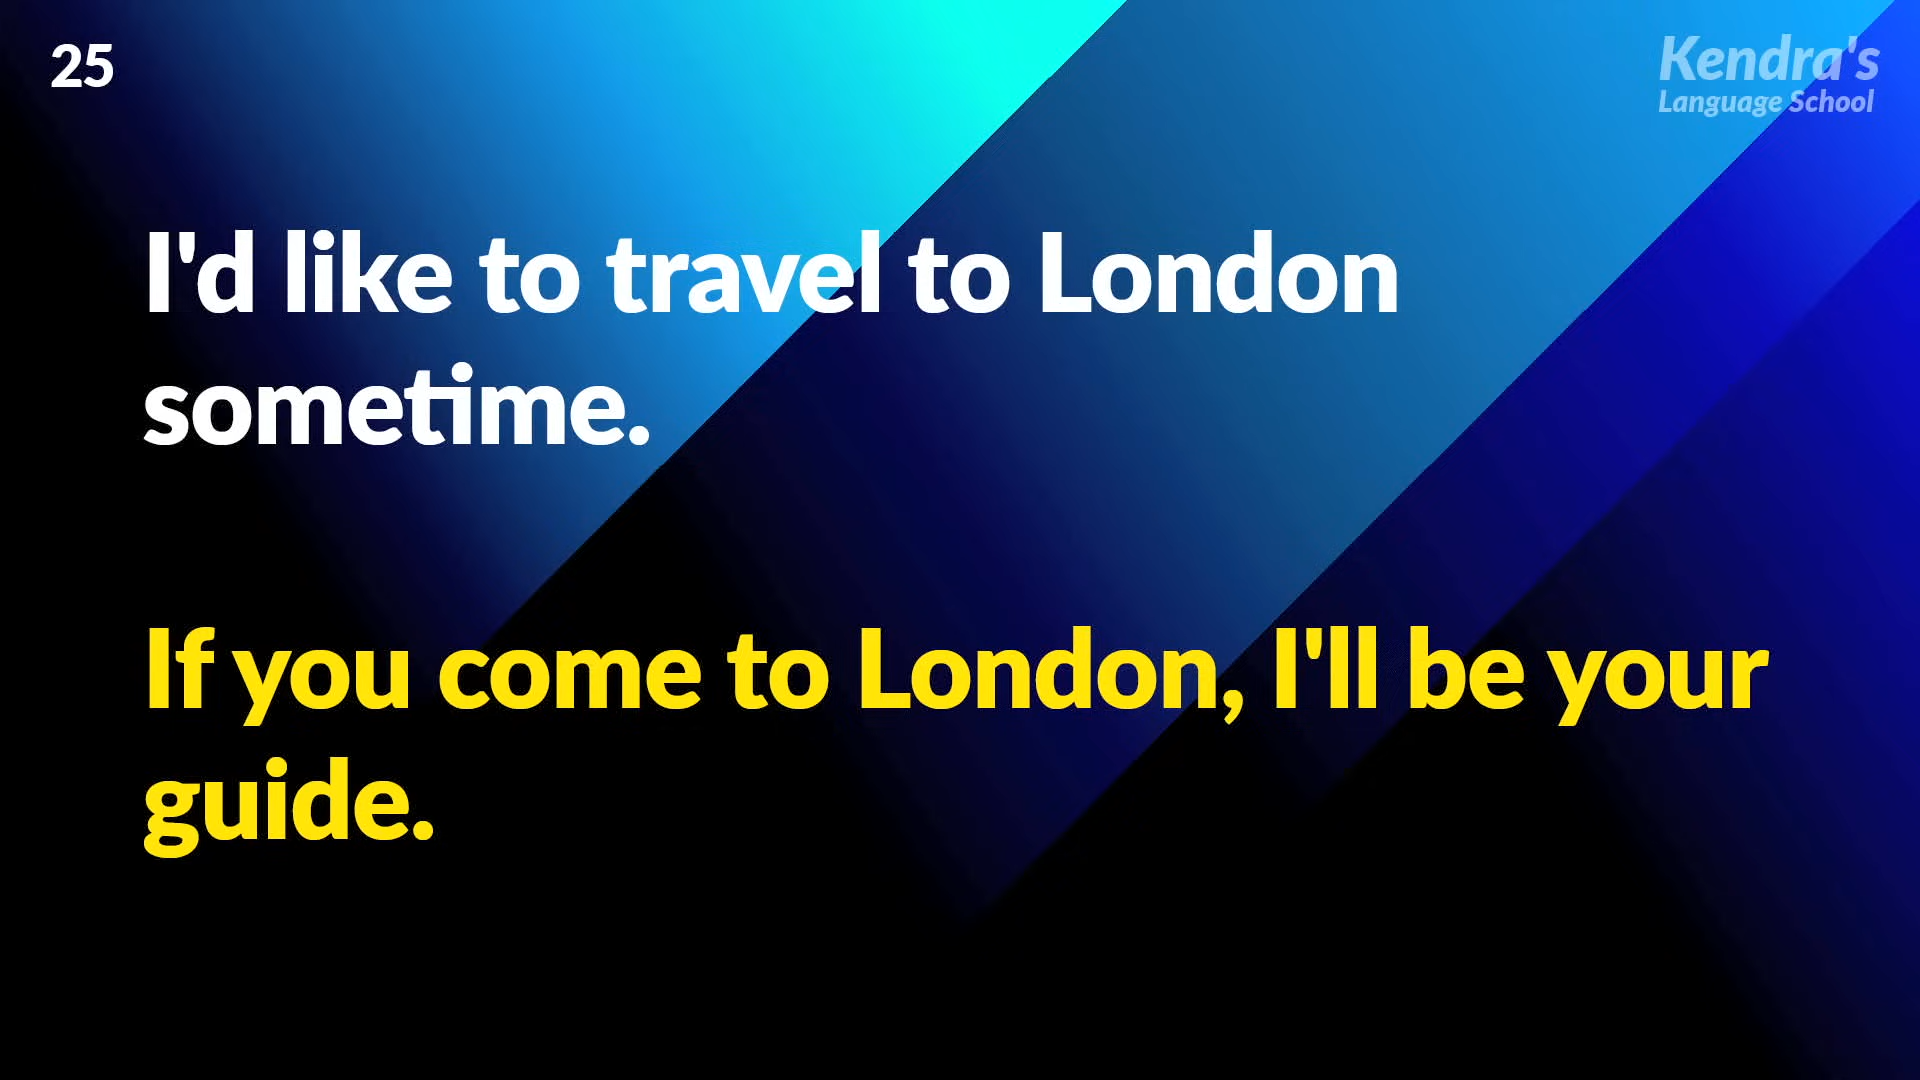 25
Kendra's
Language School
I'd like to travel to London
sometime.
If you come to London, I'll be your
guide.